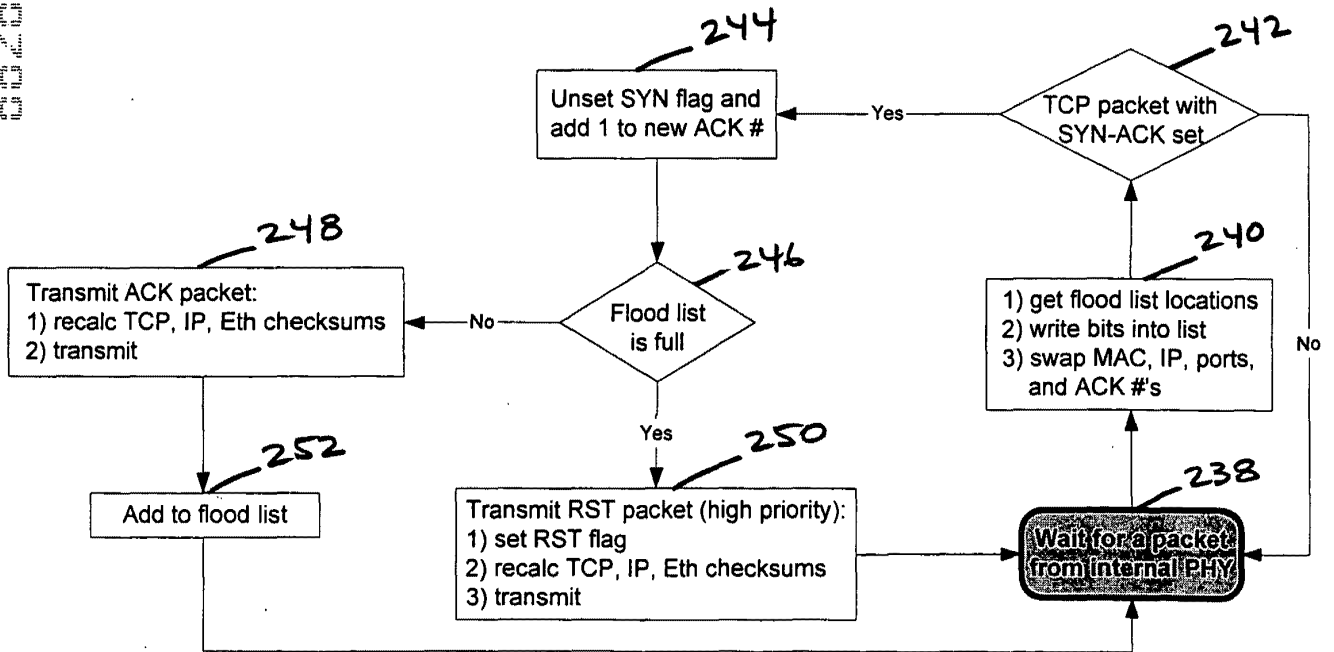 244
Unset SYN flag and
add 1 to new ACK #
Yes
242
TCP packet with
SYN-ACK set
No
248
Transmit ACK packet:
1) recalc TCP, IP, Eth checksums
2) transmit
No
246
Flood list
is full
240
1) get flood list locations
2) write bits into list
3) swap MAC, IP, ports,
and ACK #'s
Yes
252
Add to flood list
250
Transmit RST packet (high priority):
1) set RST flag
2) recalc TCP, IP, Eth checksums
3) transmit
238
Wait for a packet
from internal PHY